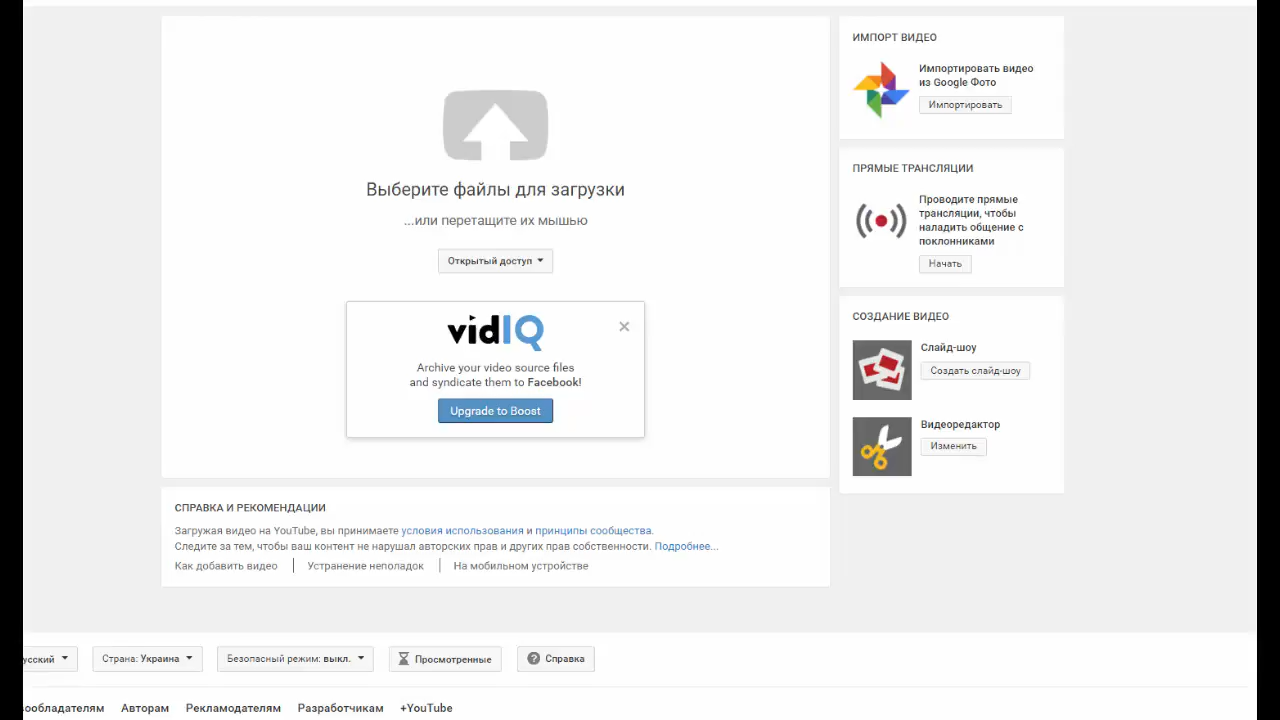 Выберите файлы для загрузки
...или перетащите их мышью
Открытый доступ
vidIQ
Archive your video source files
and syndicate them to Facebook!
Upgrade to Boost
ИМПОРТ ВИДЕО
Импортировать видео
из Google Фото
Импортировать
ПРЯМЫЕ ТРАНСЛЯЦИИ
Проводите прямые
трансляции, чтобы
наладить общение с
поклонниками
Начать
СОЗДАНИЕ ВИДЕО
Слайд-шоу
Создать слайд-шоу
Видеоредактор
Изменить
СПРАВКА И РЕКОМЕНДАЦИИ
Загружая видео на YouTube, вы принимаете условия использования и принципы сообщества.
Следите за тем, чтобы ваш контент не нарушал авторских прав и других прав собственности. Подробнее...
Как добавить видео Устранение неполадок На мобильном устройстве
усский Страна: Украина Безопасный режим: выкл. Просмотренные Справка
вообладателям Авторам Рекламодателям Разработчикам +YouTube